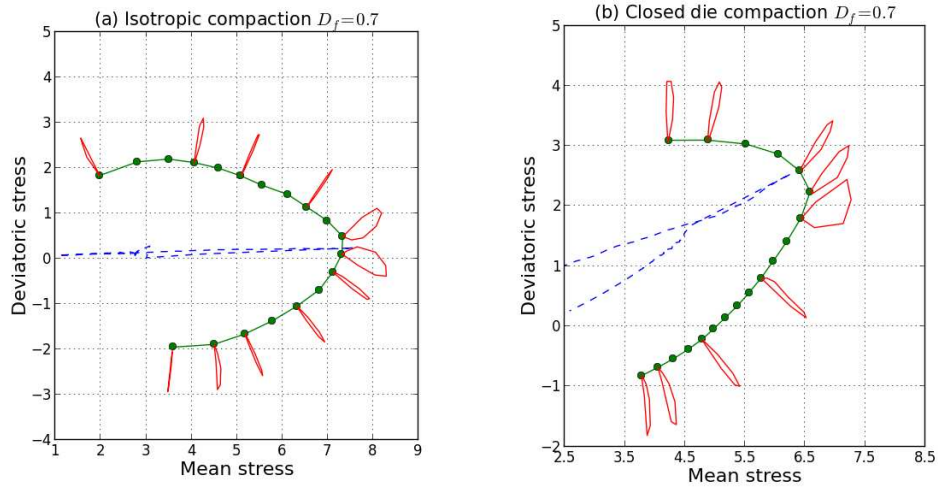 (a) Isotropic compaction D_f=0.7
5
4
3
2
1
0
−1
−2
−3
−4
Deviatoric stress
1 2 3 4 5 6 7 8 9
Mean stress
(b) Closed die compaction D_f=0.7
5
4
3
2
1
0
−1
−2
Deviatoric stress
2.5 3.5 4.5 5.5 6.5 7.5 8.5
Mean stress